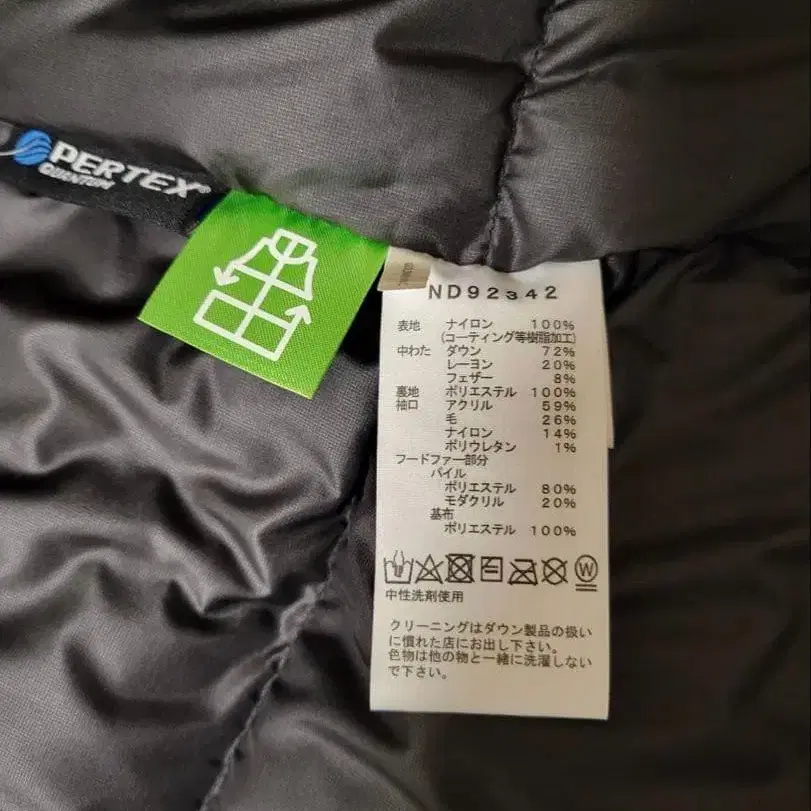 PERTEX®
QUANTUM
ND92342
表地 ナイロン 100%
(コーティング等樹脂加工)
中わた ダウン 72%
レーヨン 20%
フェザー 8%
裏地 ポリエステル 100%
袖口 アクリル 59%
毛 26%
ナイロン 14%
ポリウレタン 1%
フードファー部分
パイル
ポリエステル 80%
モダクリル 20%
基布
ポリエステル 100%
W
中性洗剤使用
クリーニングはダウン製品の扱い
に慣れた店にお出し下さい。
色物は他の物と一緒に洗濯しない
で下さい。